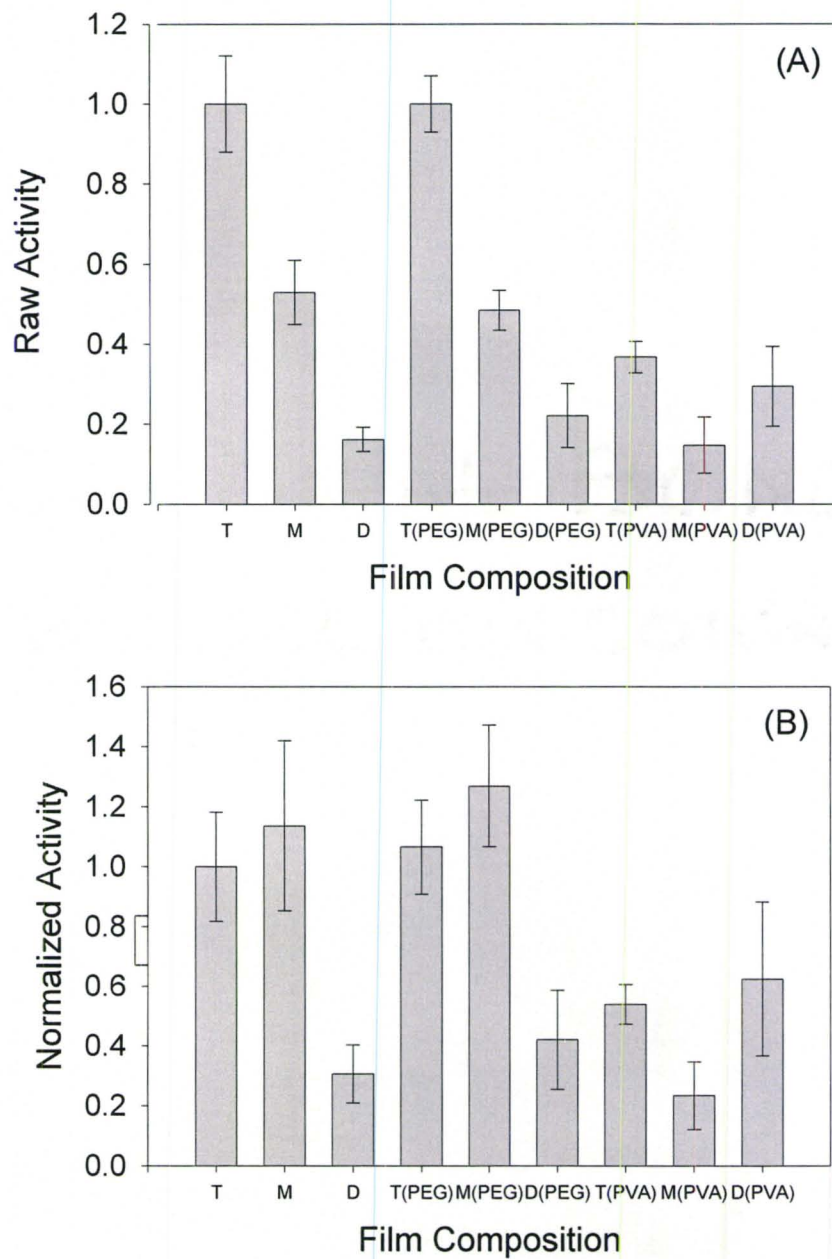 1.2
(A)
1.0
0.8
0.6
0.4
0.2
0.0
Raw Activity
T M D T(PEG) M(PEG) D(PEG) T(PVA) M(PVA) D(PVA)
Film Composition
1.6
(B)
1.4
1.2
1.0
0.8
0.6
0.4
0.2
0.0
Normalized Activity
T M D T(PEG) M(PEG) D(PEG) T(PVA) M(PVA) D(PVA)
Film Composition